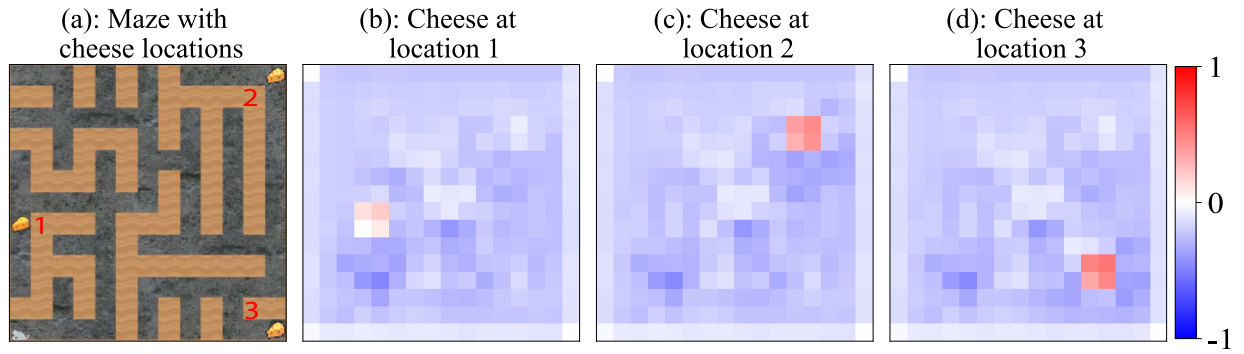 (a): Maze with
cheese locations
(b): Cheese at
location 1
(c): Cheese at
location 2
(d): Cheese at
location 3
2
1
3
1
0
-1